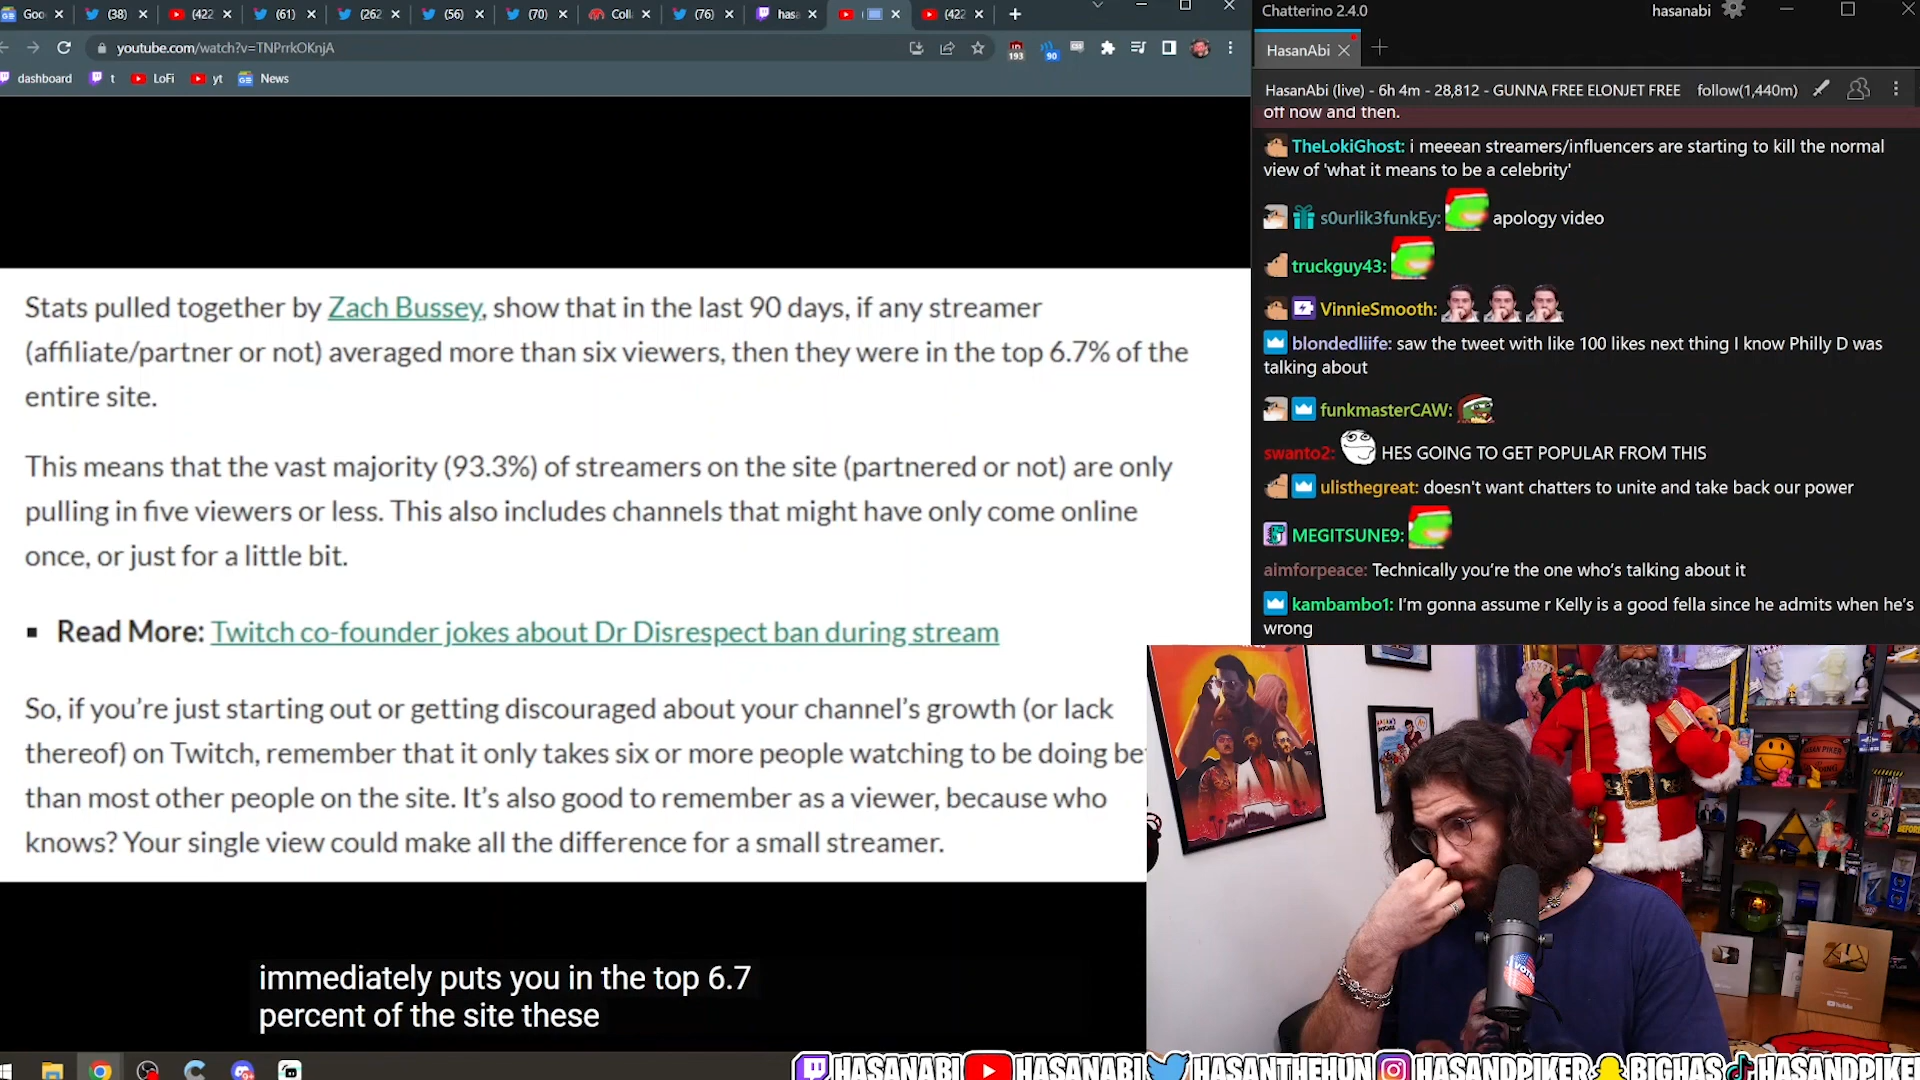 Goo
(38)
(422
(61)
(262
(56)
(70)
Coll
(76)
hasa
(422
youtube.com/watch?v=TNPrrkOKnjA
193
90
dashboard
t
LoFi
yt
News
Stats pulled together by Zach Bussey, show that in the last 90 days, if any streamer
(affiliate/partner or not) averaged more than six viewers, then they were in the top 6.7% of the
entire site.
This means that the vast majority (93.3%) of streamers on the site (partnered or not) are only
pulling in five viewers or less. This also includes channels that might have only come online
once, or just for a little bit.
Read More: Twitch co-founder jokes about Dr Disrespect ban during stream
So, if you’re just starting out or getting discouraged about your channel’s growth (or lack
thereof) on Twitch, remember that it only takes six or more people watching to be doing be
than most other people on the site. It’s also good to remember as a viewer, because who
knows? Your single view could make all the difference for a small streamer.
immediately puts you in the top 6.7
percent of the site these
Chatterino 2.4.0
hasanabi
HasanAbi
HasanAbi (live) - 6h 4m - 28,812 - GUNNA FREE ELONJET FREE follow(1,440m)
off now and then.
TheLokiGhost: i meeean streamers/influencers are starting to kill the normal
view of 'what it means to be a celebrity'
s0urlik3funkEy: apology video
truckguy43:
VinnieSmooth:
blondedliife: saw the tweet with like 100 likes next thing I know Philly D was
talking about
funkmasterCAW:
swanto2: HES GOING TO GET POPULAR FROM THIS
ulisthegreat: doesn't want chatters to unite and take back our power
MEGITSUNE9:
aimforpeace: Technically you’re the one who’s talking about it
kambambo1: I’m gonna assume r Kelly is a good fella since he admits when he’s
wrong
VOTE
HASANABI HASANABI HASANTHEHUN HASANDPIKER BIGHAS HASANDPIKER